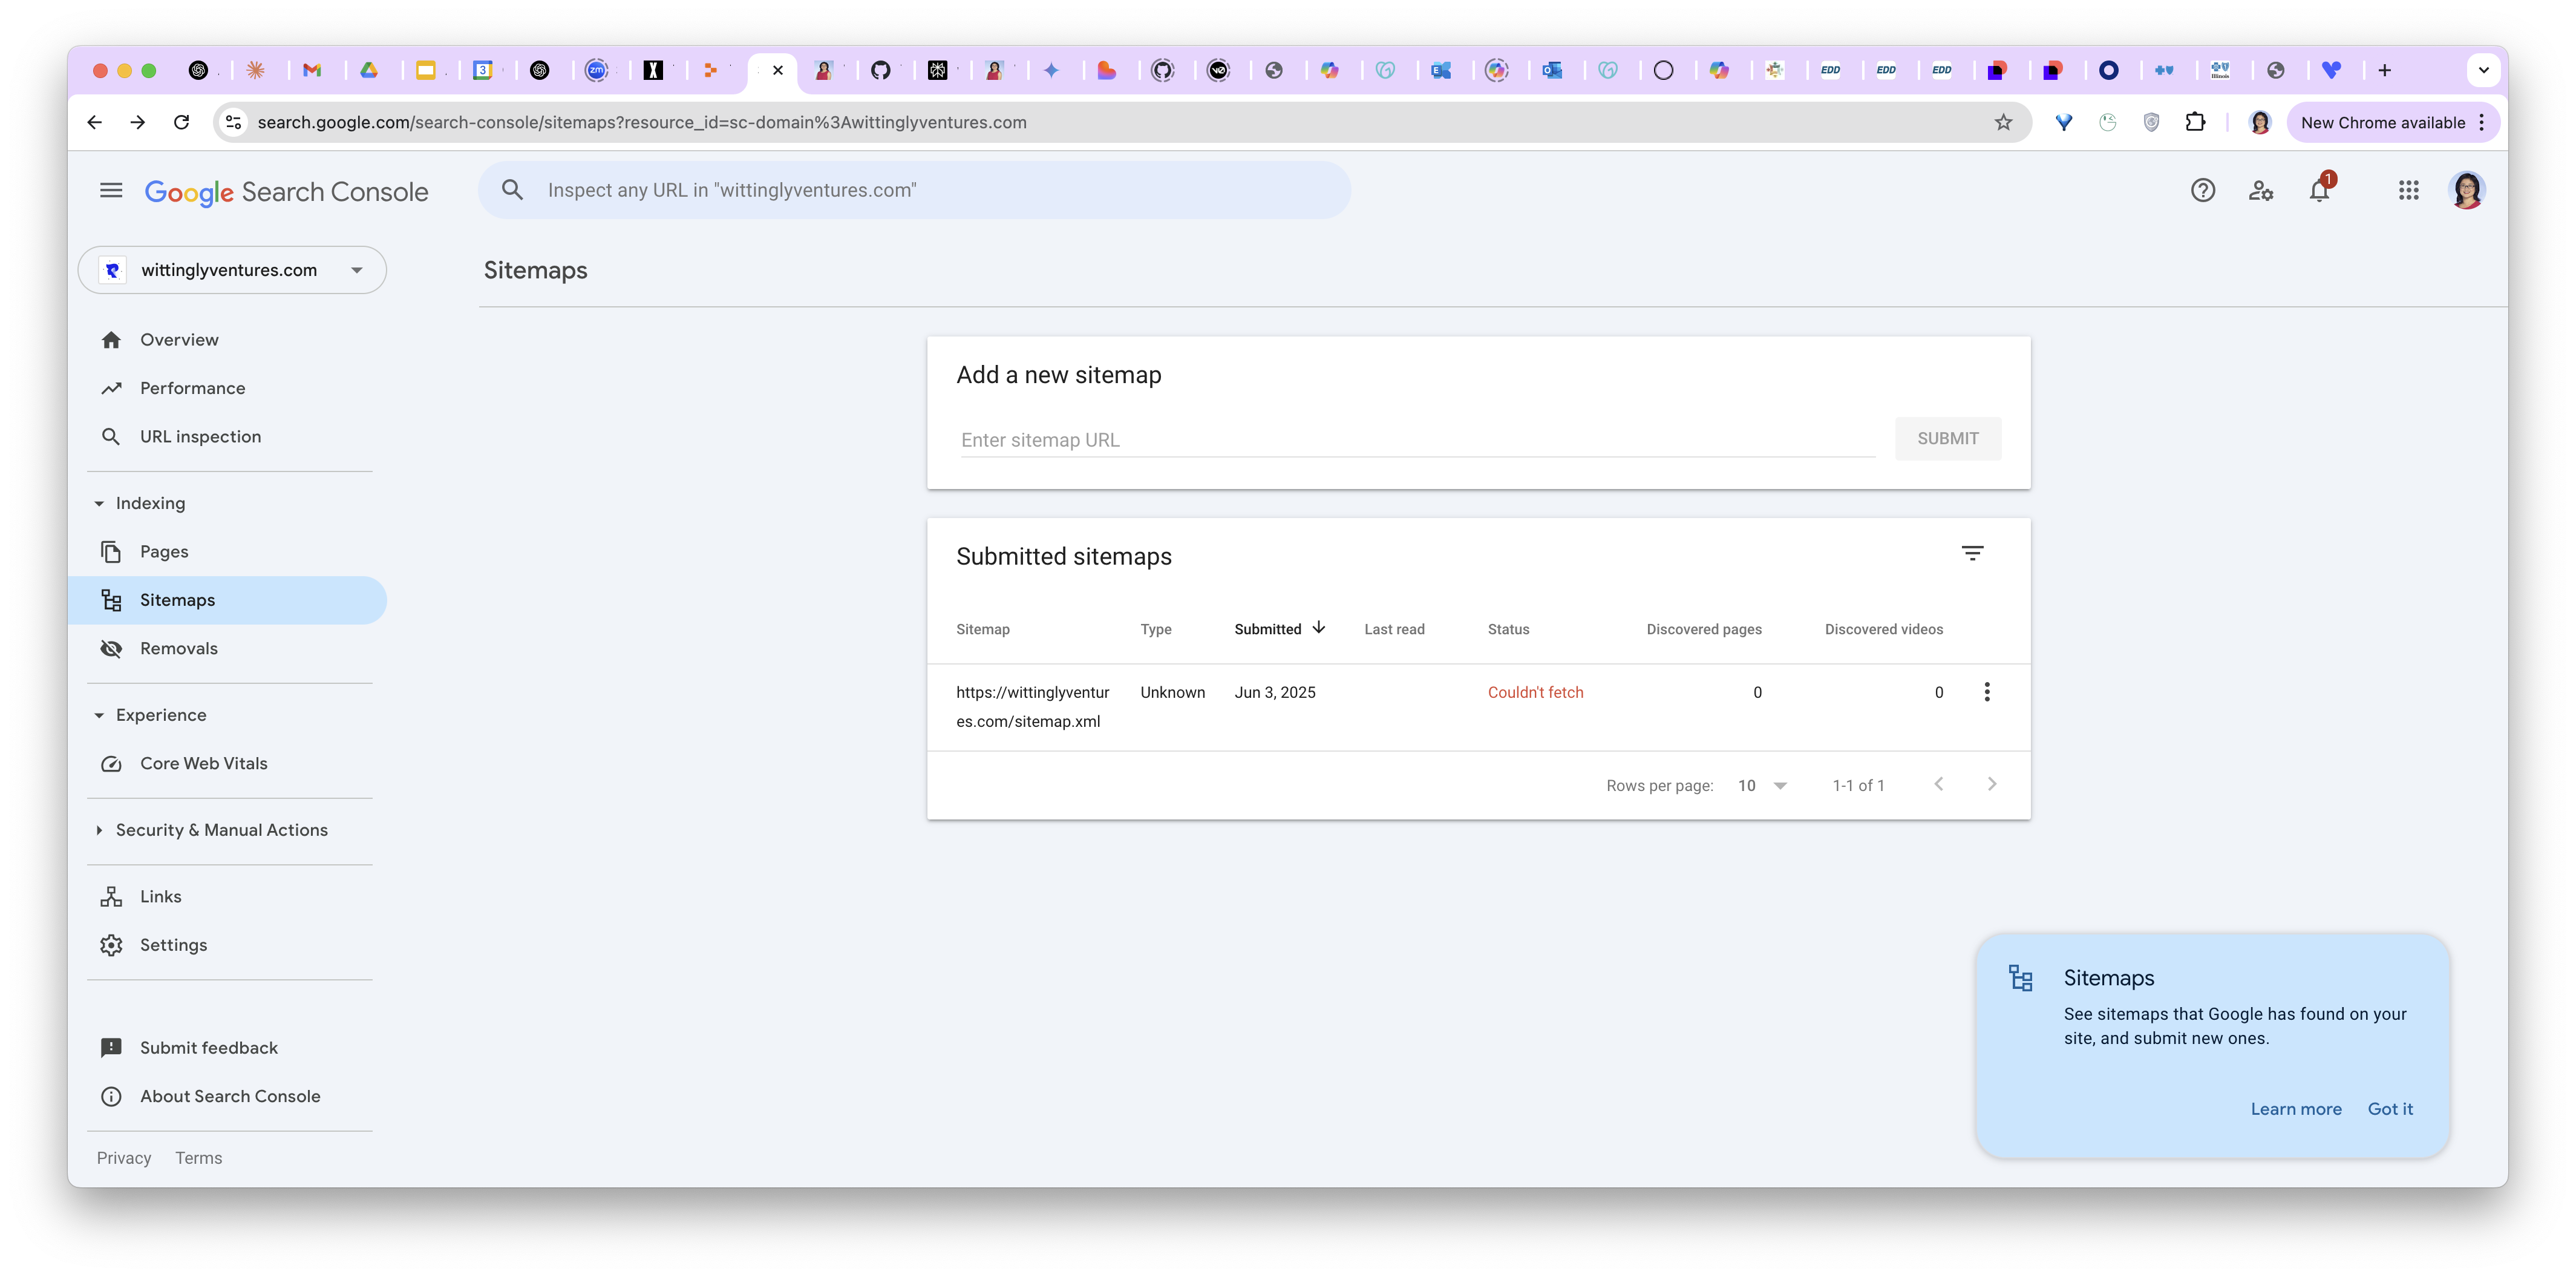 search.google.com/search-console/sitemaps?resource_id=sc-domain%3Awittinglyventures.com
New Chrome available
Google Search Console
Inspect any URL in "wittinglyventures.com"
1
wittinglyventures.com
Sitemaps
Overview
Performance
URL inspection
Indexing
Pages
Sitemaps
Removals
Experience
Core Web Vitals
Security & Manual Actions
Links
Settings
Submit feedback
About Search Console
Privacy Terms
Add a new sitemap
Enter sitemap URL
SUBMIT
Submitted sitemaps
Sitemap Type Submitted Last read Status Discovered pages Discovered videos
https://wittinglyventur Unknown Jun 3, 2025 Couldn't fetch 0 0
es.com/sitemap.xml
Rows per page: 10 1-1 of 1
Sitemaps
See sitemaps that Google has found on your
site, and submit new ones.
Learn more Got it